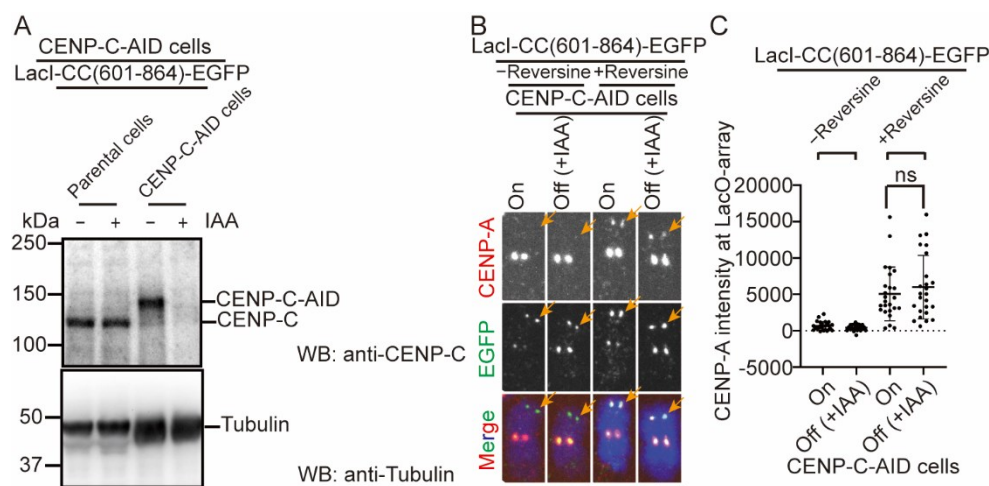 A
CENP-C-AID cells
LacI-CC(601-864)-EGFP
Parental cells
CENP-C-AID cells
kDa
− + − + IAA
250
150
100
CENP-C-AID
CENP-C
WB: anti-CENP-C
50
37
Tubulin
WB: anti-Tubulin
B
LacI-CC(601-864)-EGFP
−Reversine +Reversine
CENP-C-AID cells
On
Off (+IAA)
On
Off (+IAA)
CENP-A
EGFP
Merge
C
LacI-CC(601-864)-EGFP
−Reversine
+Reversine
ns
CENP-A intensity at LacO-array
20000
15000
10000
5000
0
-5000
On
Off (+IAA)
On
Off (+IAA)
CENP-C-AID cells